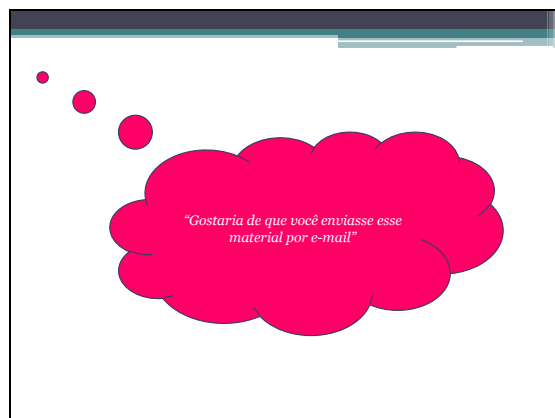 “Gostaria de que você enviasse esse
material por e-mail”